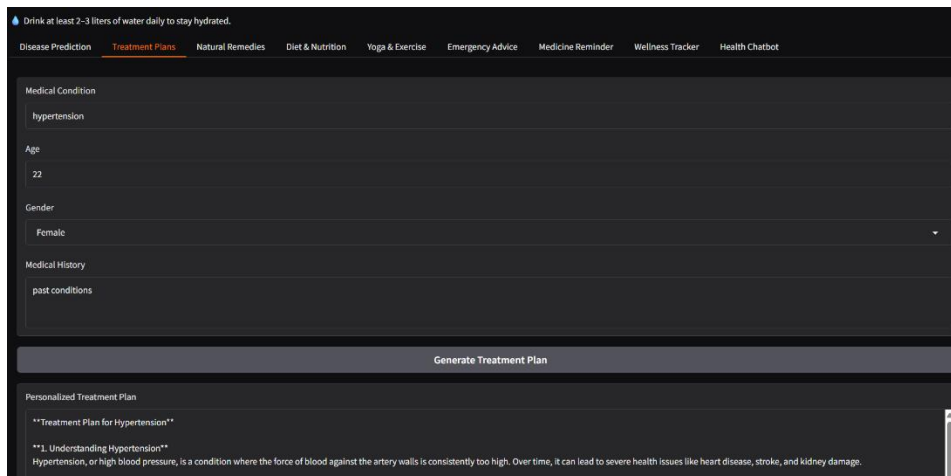 Drink at least 2–3 liters of water daily to stay hydrated.
Disease Prediction Treatment Plans Natural Remedies Diet & Nutrition Yoga & Exercise Emergency Advice Medicine Reminder Wellness Tracker Health Chatbot
Medical Condition
hypertension
Age
22
Gender
Female
Medical History
past conditions
Generate Treatment Plan
Personalized Treatment Plan
**Treatment Plan for Hypertension**
**1. Understanding Hypertension**
Hypertension, or high blood pressure, is a condition where the force of blood against the artery walls is consistently too high. Over time, it can lead to severe health issues like heart disease, stroke, and kidney damage.